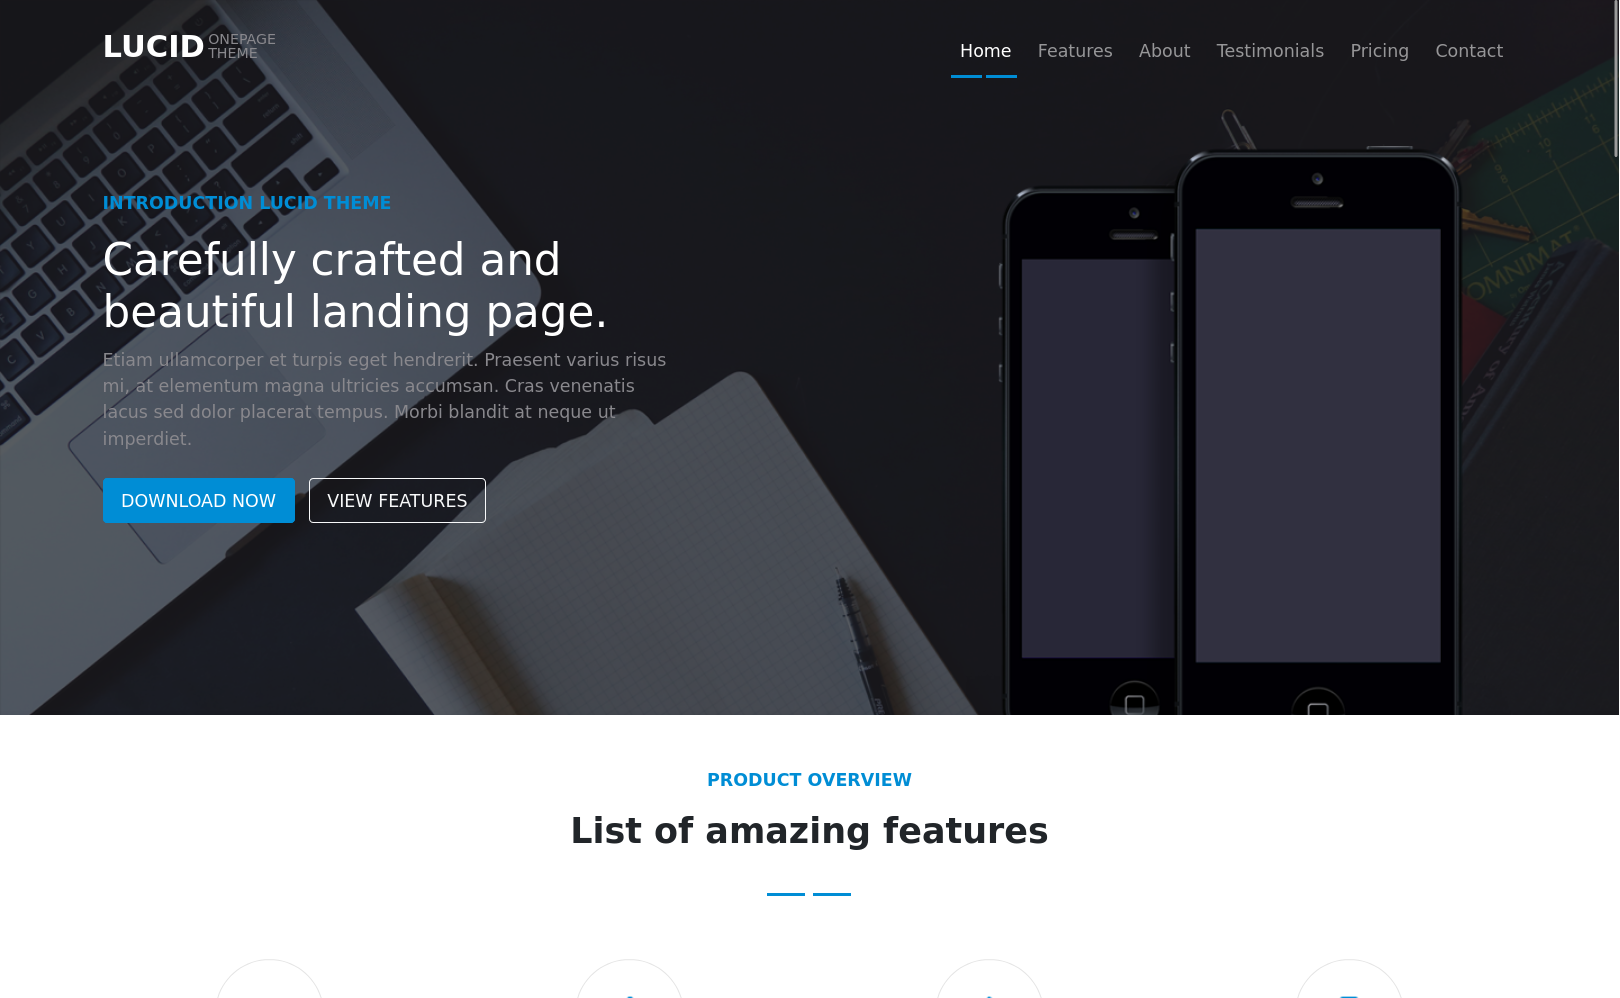 LUCID ONEPAGE
THEME
Home Features About Testimonials Pricing Contact
INTRODUCTION LUCID THEME
Carefully crafted and
beautiful landing page.
Etiam ullamcorper et turpis eget hendrerit. Praesent varius risus
mi, at elementum magna ultricies accumsan. Cras venenatis
lacus sed dolor placerat tempus. Morbi blandit at neque ut
imperdiet.
DOWNLOAD NOW VIEW FEATURES
OMNIMAT
PRODUCT OVERVIEW
List of amazing features